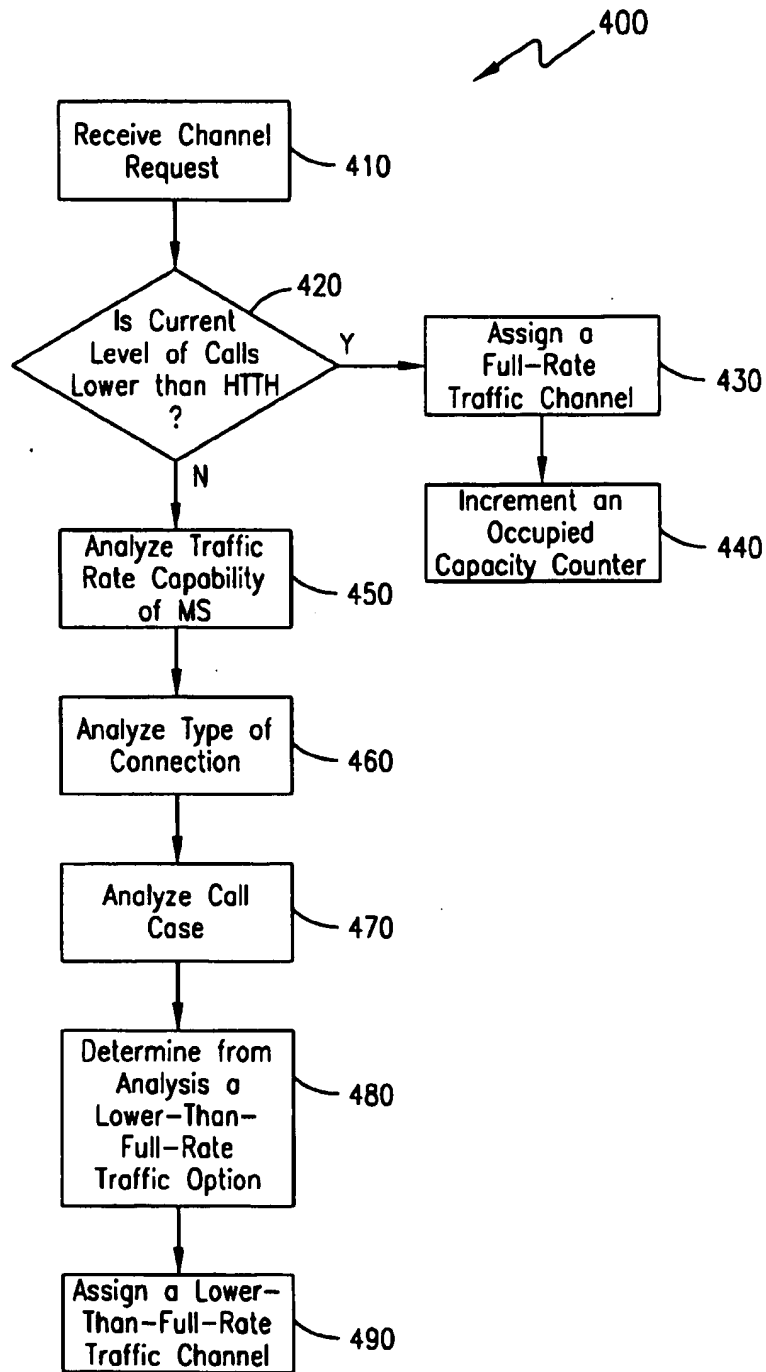 400
Receive Channel
Request
410
420
Is Current
Level of Calls
Lower than HTTH
?
Y
Assign a
Full-Rate
Traffic Channel
430
N
Increment an
Occupied
Capacity Counter
440
Analyze Traffic
Rate Capability
of MS
450
Analyze Type of
Connection
460
Analyze Call
Case
470
Determine from
Analysis a
Lower-Than-
Full-Rate
Traffic Option
480
Assign a Lower-
Than-Full-Rate
Traffic Channel
490